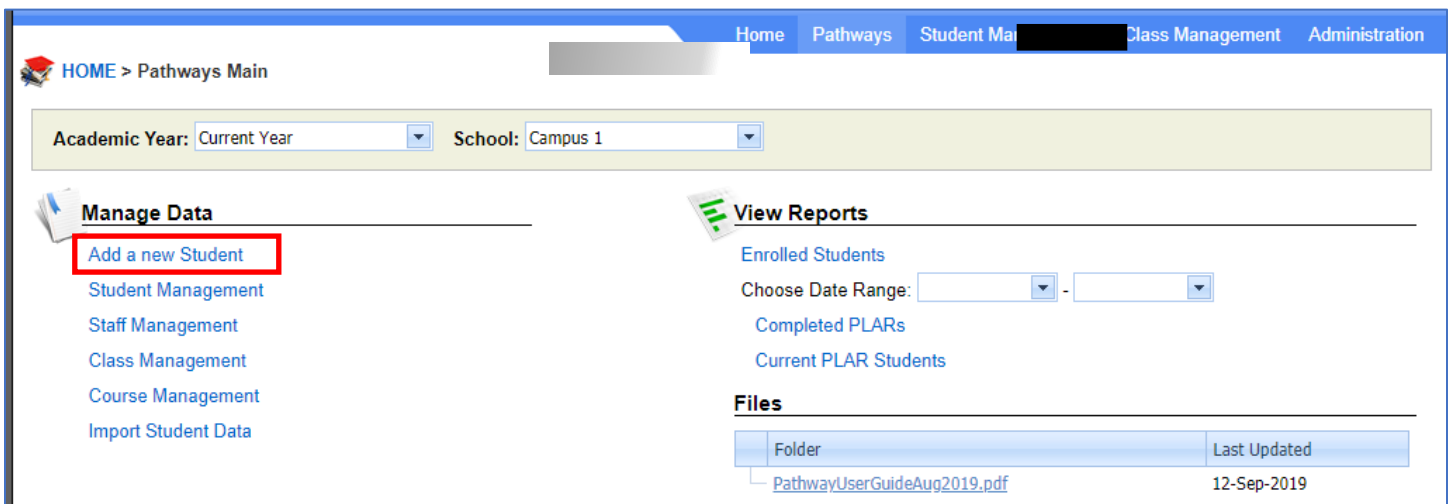 Home Pathways Student Class Management Administration
HOME > Pathways Main
Academic Year: Current Year School: Campus 1
Manage Data
Add a new Student
Student Management
Staff Management
Class Management
Course Management
Import Student Data
View Reports
Enrolled Students
Choose Date Range: -
Completed PLARs
Current PLAR Students
Files
Folder Last Updated
PathwayUserGuideAug2019.pdf 12-Sep-2019